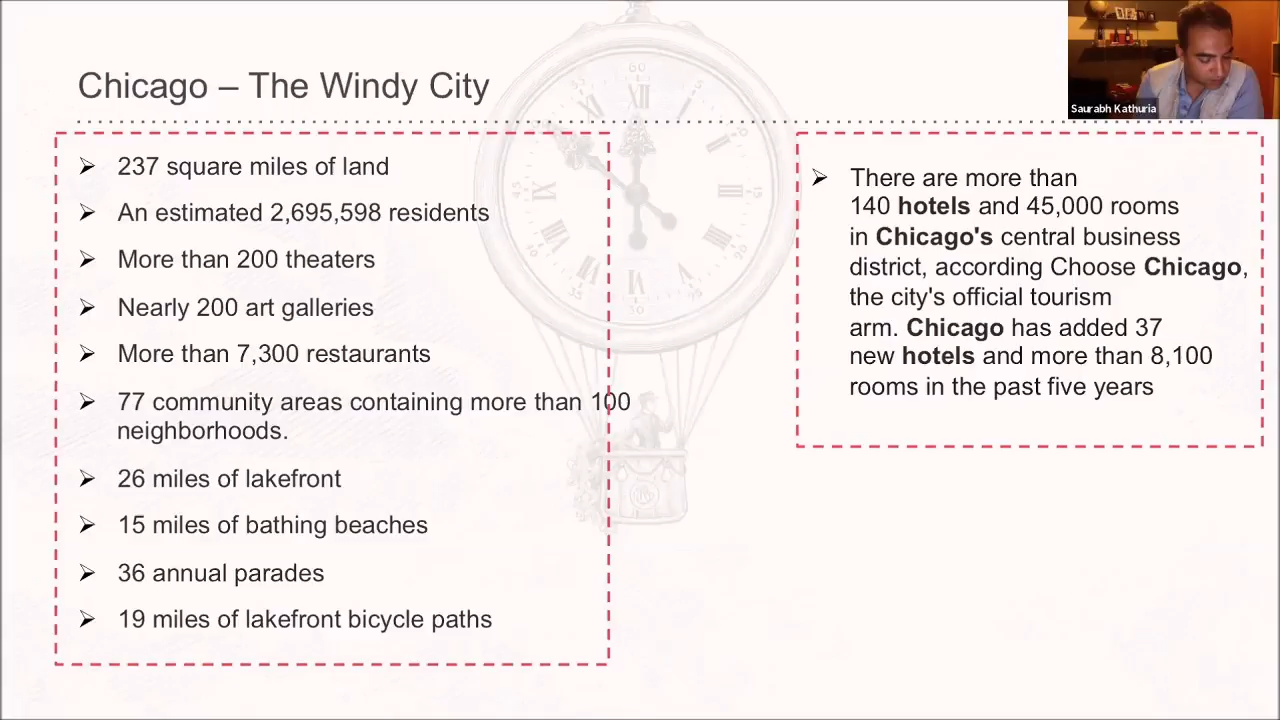 Chicago – The Windy City
Saurabh Kathuria
237 square miles of land
An estimated 2,695,598 residents
More than 200 theaters
Nearly 200 art galleries
More than 7,300 restaurants
77 community areas containing more than 100
neighborhoods.
26 miles of lakefront
15 miles of bathing beaches
36 annual parades
19 miles of lakefront bicycle paths
There are more than
140 hotels and 45,000 rooms
in Chicago's central business
district, according Choose Chicago,
the city's official tourism
arm. Chicago has added 37
new hotels and more than 8,100
rooms in the past five years